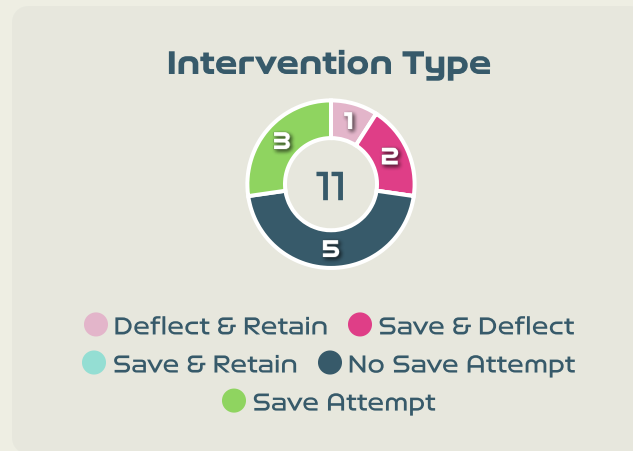 Intervention Type
1
3
2
11
5
Deflect & Retain Save & Deflect
Save & Retain No Save Attempt
Save Attempt